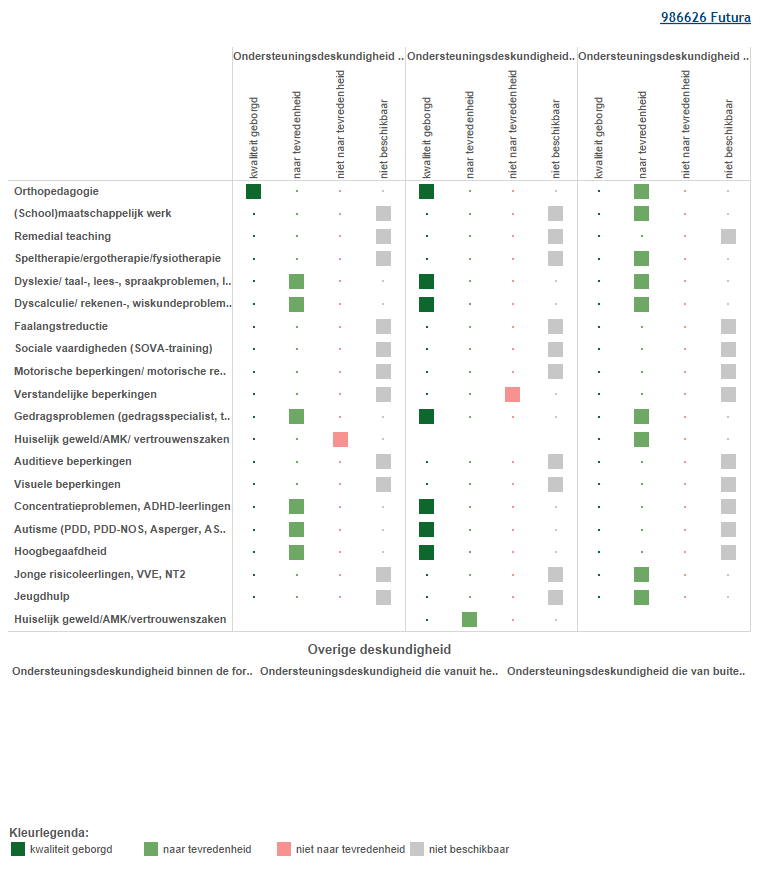 986626 Futura
Ondersteuningsdeskundigheid .. Ondersteuningsdeskundigheid.. Ondersteuningsdeskundigheid ..
kwaliteit geborgd naar tevredenheid niet naar tevredenheid niet beschikbaar kwaliteit geborgd naar tevredenheid niet naar tevredenheid niet beschikbaar kwaliteit geborgd naar tevredenheid niet naar tevredenheid niet beschikbaar
Orthopedagogie
(School)maatschappelijk werk
Remedial teaching
Speltherapie/ergotherapie/fysiotherapie
Dyslexie/ taal-, lees-, spraakproblemen, l..
Dyscalculie/ rekenen-, wiskundeproblem..
Faalangstreductie
Sociale vaardigheden (SOVA-training)
Motorische beperkingen/ motorische re..
Verstandelijke beperkingen
Gedragsproblemen (gedragsspecialist, t..
Huiselijk geweld/AMK/ vertrouwenszaken
Auditieve beperkingen
Visuele beperkingen
Concentratieproblemen, ADHD-leerlingen
Autisme (PDD, PDD-NOS, Asperger, AS..
Hoogbegaafdheid
Jonge risicoleerlingen, VVE, NT2
Jeugdhulp
Huiselijk geweld/AMK/vertrouwenszaken
Overige deskundigheid
Ondersteuningsdeskundigheid binnen de for.. Ondersteuningsdeskundigheid die vanuit he.. Ondersteuningsdeskundigheid die van buite..
Kleurlegenda:
kwaliteit geborgd naar tevredenheid niet naar tevredenheid niet beschikbaar